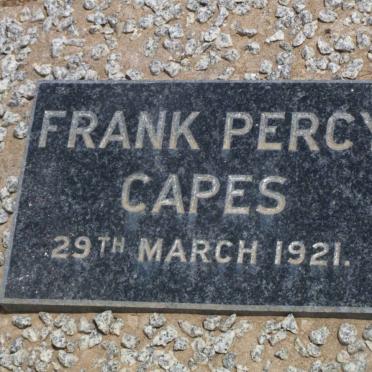 FRANK PERCY
CAPES
29TH MARCH 1921.